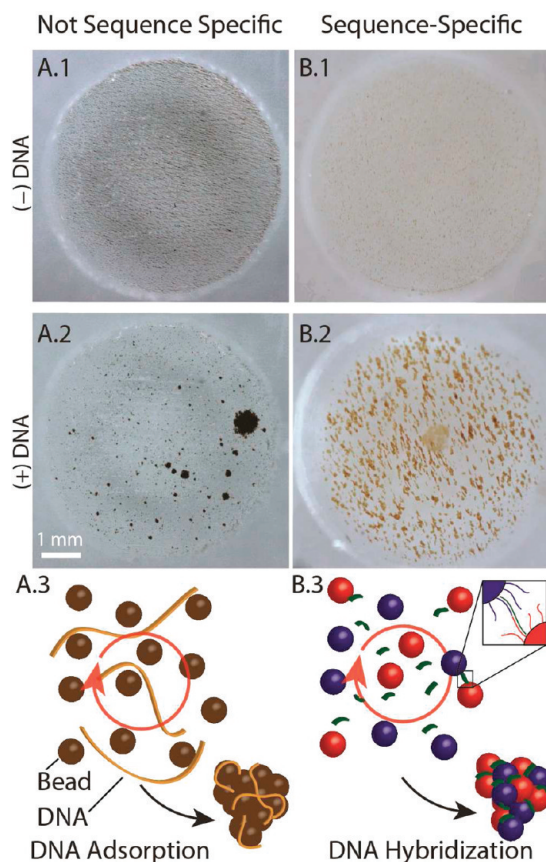 Not Sequence Specific
Sequence-Specific
A.1
B.1
(−) DNA
A.2
B.2
(+) DNA
1 mm
A.3
B.3
Bead
DNA
DNA Adsorption
DNA Hybridization